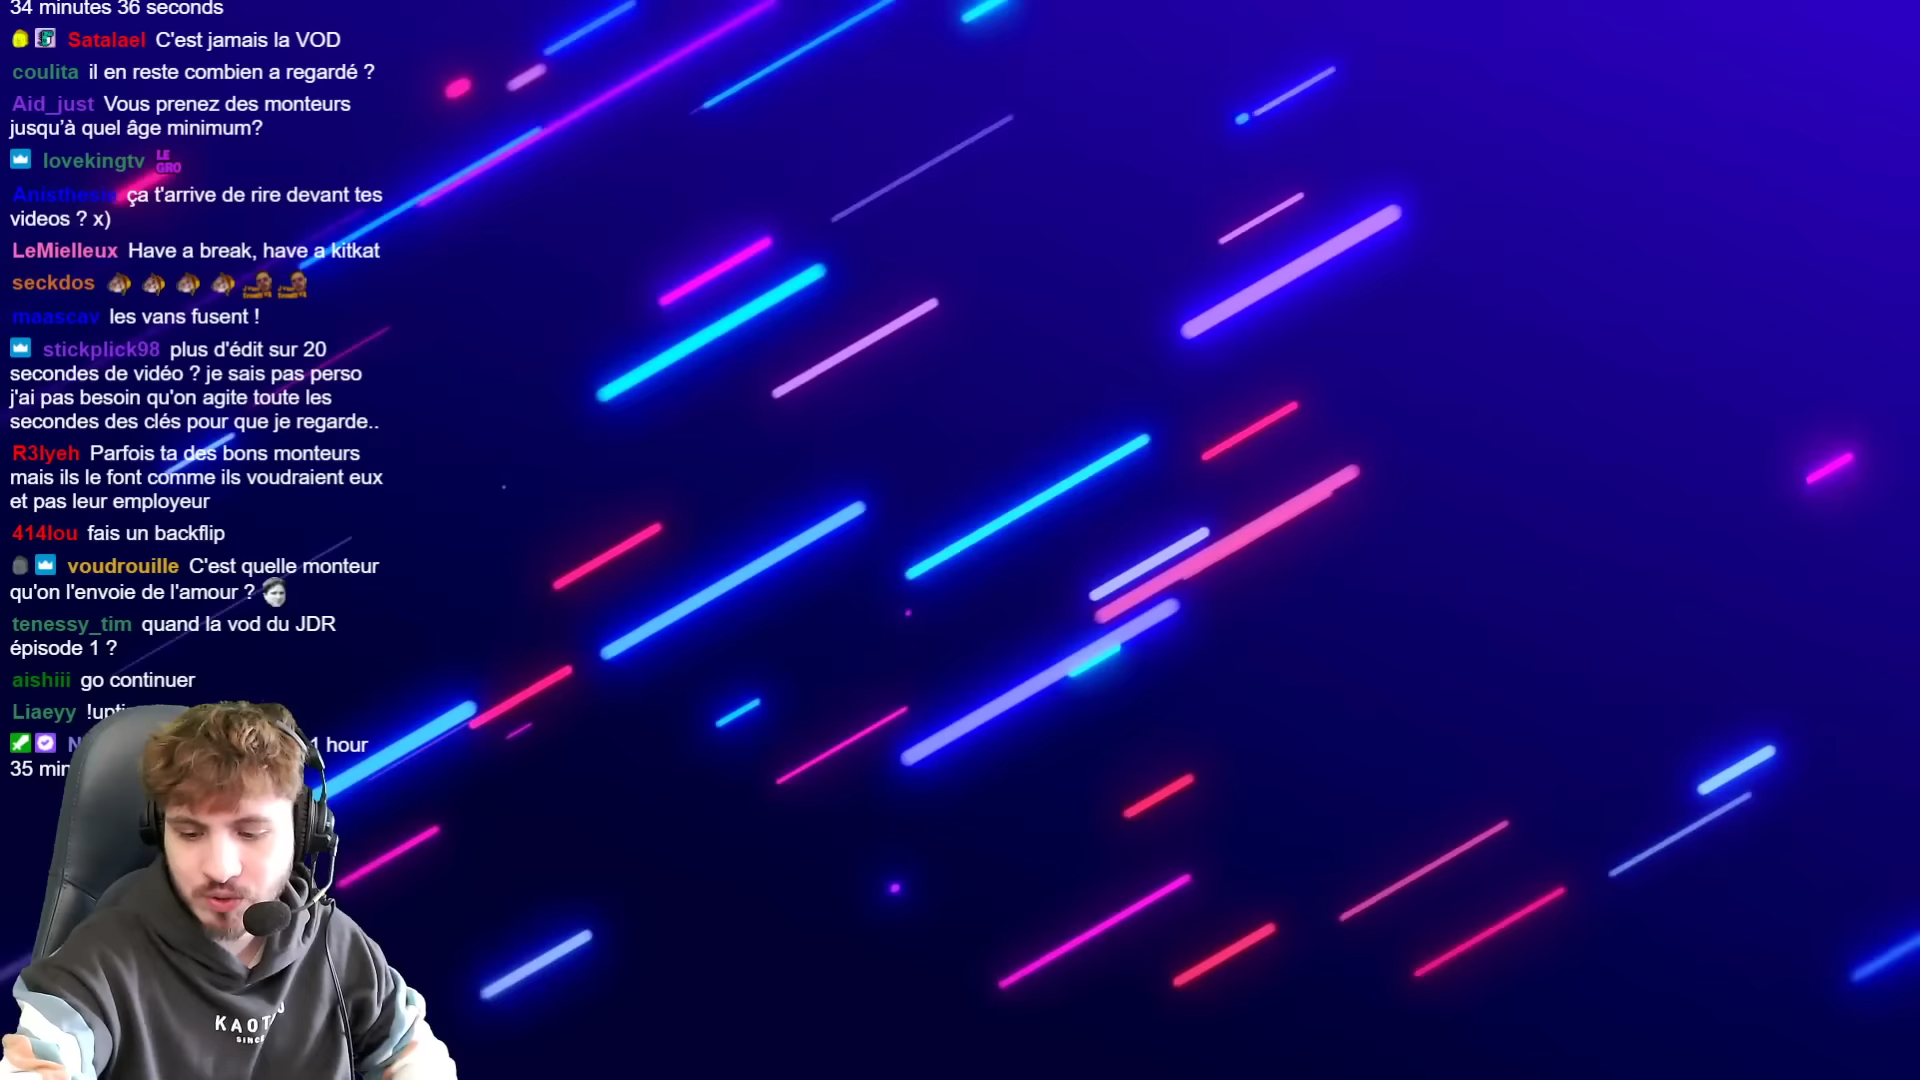 34 minutes 36 seconds
Satalael C'est jamais la VOD
coulita il en reste combien a regardé ?
Aid_just Vous prenez des monteurs
jusqu'à quel âge minimum?
lovekingtv LE
GRO
Anisthesie ça t'arrive de rire devant tes
videos ? x)
LeMielleux Have a break, have a kitkat
seckdos
maascav les vans fusent !
stickplick98 plus d'édit sur 20
secondes de vidéo ? je sais pas perso
j'ai pas besoin qu'on agite toute les
secondes des clés pour que je regarde..
R3lyeh Parfois ta des bons monteurs
mais ils le font comme ils voudraient eux
et pas leur employeur
414lou fais un backflip
voudrouille C'est quelle monteur
qu'on l'envoie de l'amour ?
tenessy_tim quand la vod du JDR
épisode 1 ?
aishiii go continuer
Liaeyy
1 hour
35
KAOT
SINC